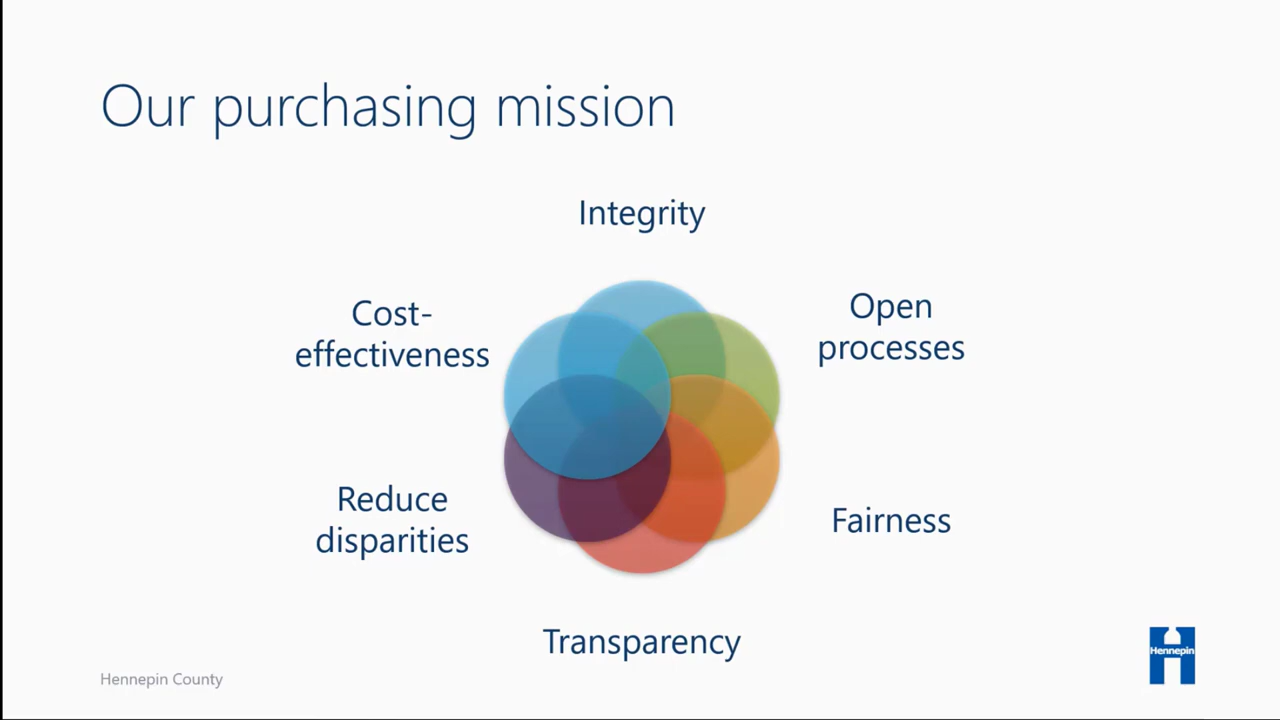 Our purchasing mission
Integrity
Cost-
effectiveness
Open
processes
Reduce
disparities
Fairness
Transparency
Hennepin County
Hennepin